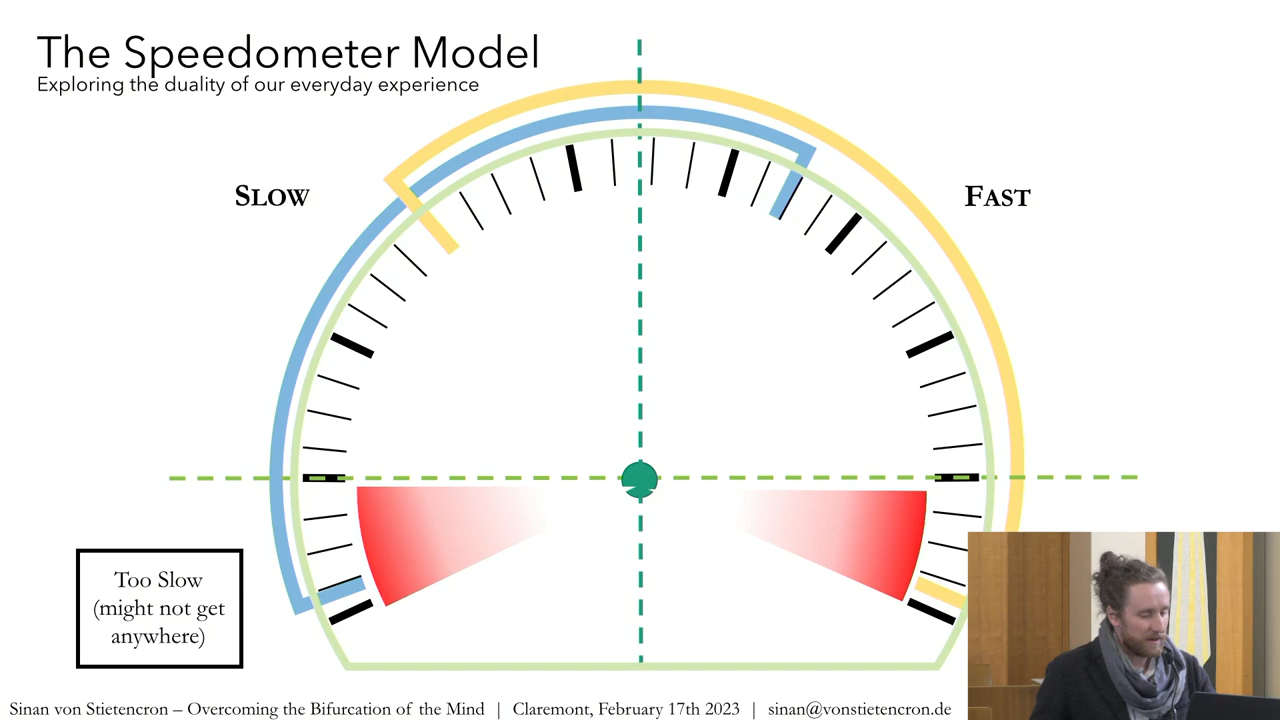 The Speedometer Model
Exploring the duality of our everyday experience
SLOW
FAST
Too Slow
(might not get
anywhere)
Sinan von Stietencron – Overcoming the Bifurcation of the Mind | Claremont, February 17th 2023 | sinan@vonstietencron.de